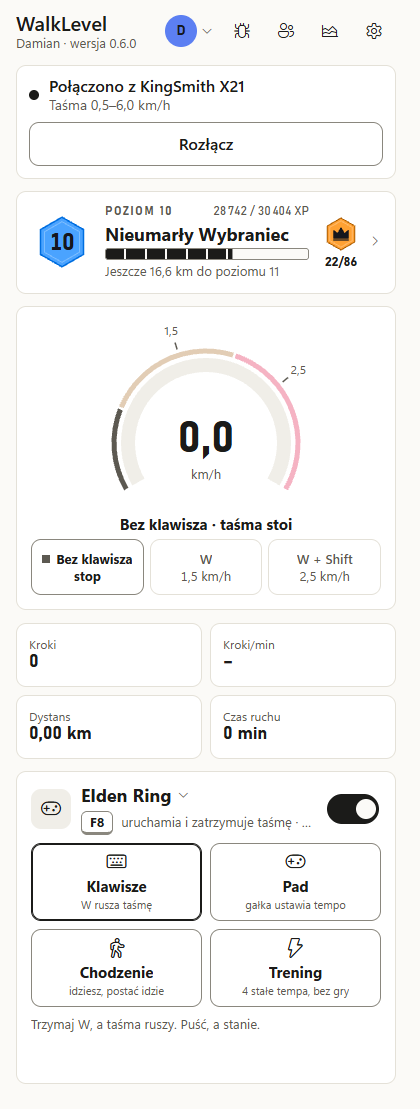 WalkLevel
Damian · wersja 0.6.0
D
Połączono z KingSmith X21
Taśma 0,5–6,0 km/h
Rozłącz
10
POZIOM 10 28 742 / 30 404 XP
Nieumarły Wybraniec
Jeszcze 16,6 km do poziomu 11
22/86
1,5
2,5
0,0
km/h
Bez klawisza · taśma stoi
Bez klawisza
stop
W
1,5 km/h
W + Shift
2,5 km/h
Kroki
0
Kroki/min
–
Dystans
0,00 km
Czas ruchu
0 min
Elden Ring
F8 uruchamia i zatrzymuje taśmę · ...
Klawisze
W rusza taśmę
Pad
gałka ustawia tempo
Chodzenie
idziesz, postać idzie
Trening
4 stałe tempa, bez gry
Trzymaj W, a taśma ruszy. Puść, a stanie.